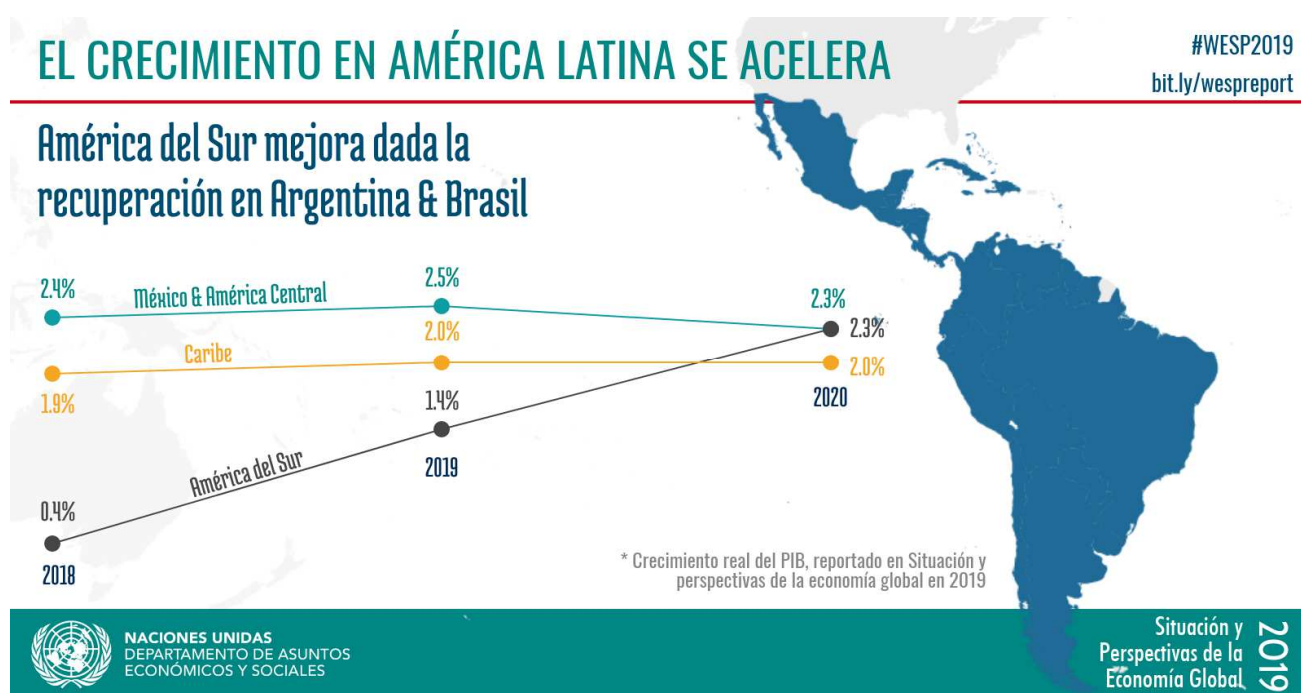 EL CRECIMIENTO EN AMÉRICA LATINA SE ACELERA
#WESP2019
bit.ly/wespreport
América del Sur mejora dada la
recuperación en Argentina & Brasil
2.4%
México & América Central
2.5%
2.3%
2.0%
2.3%
Caribe
2.0%
1.9%
1.4%
2020
América del Sur
2019
0.4%
2018
* Crecimiento real del PIB, reportado en Situación y
perspectivas de la economía global en 2019
NACIONES UNIDAS
DEPARTAMENTO DE ASUNTOS
ECONÓMICOS Y SOCIALES
Situación y
Perspectivas de la
Economía Global
2019